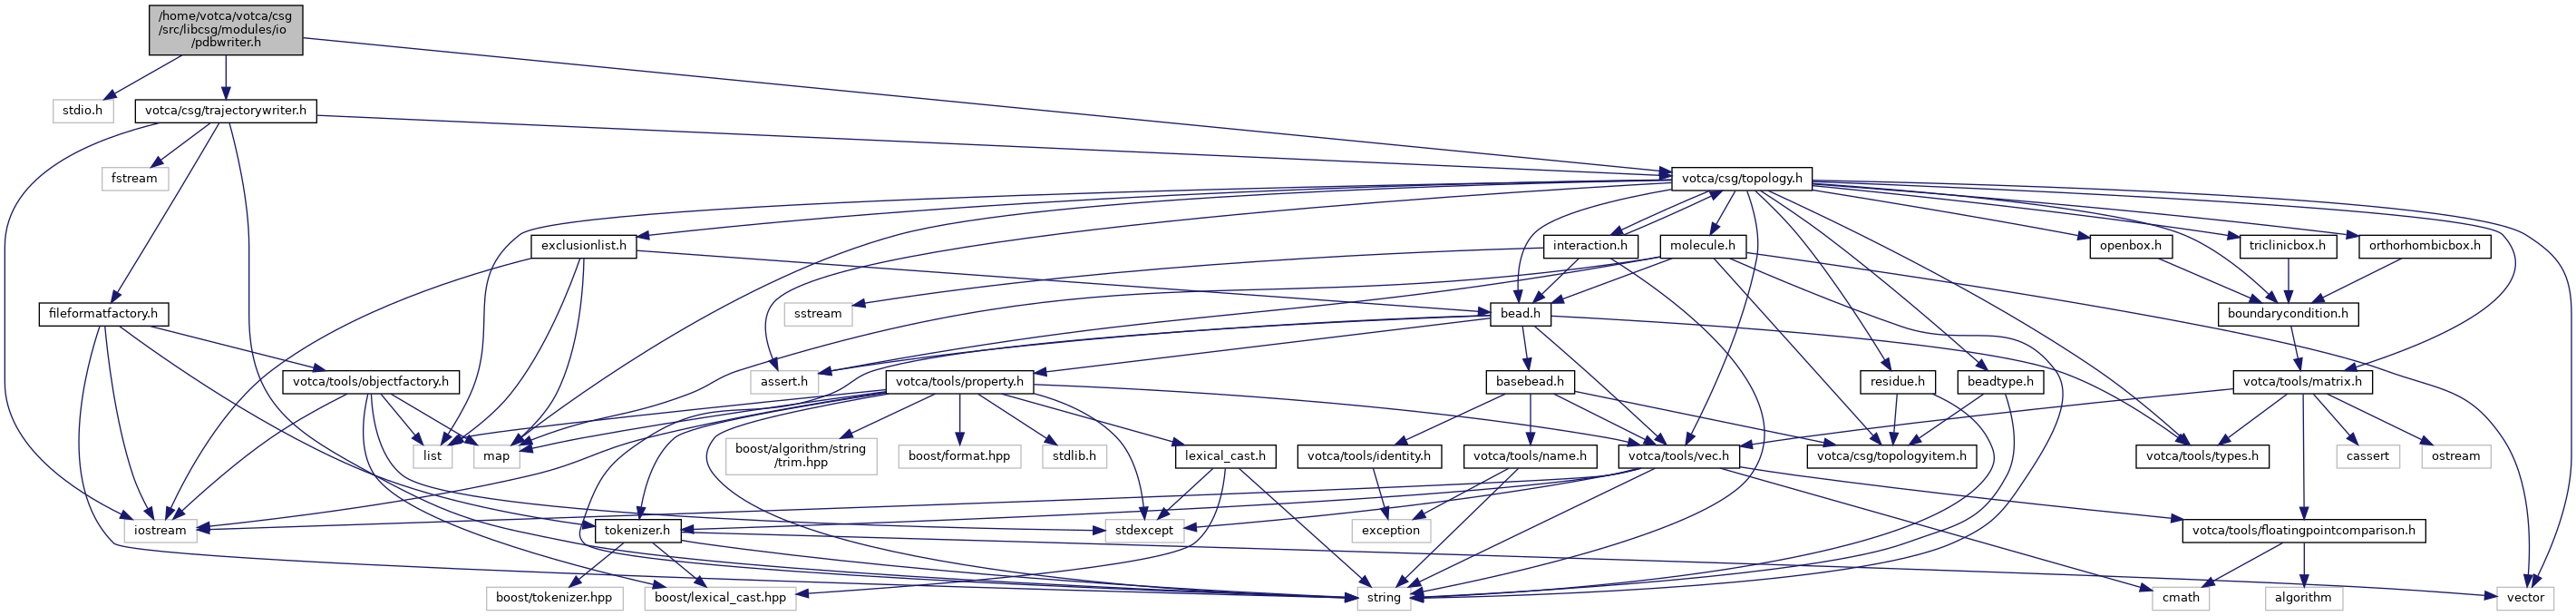 /home/votca/votca/csg
/src/libcsg/modules/io
/pdbwriter.h
stdio.h
votca/csg/trajectorywriter.h
fstream
votca/csg/topology.h
exclusionlist.h
interaction.h
molecule.h
openbox.h
triclinicbox.h
orthorhombicbox.h
fileformatfactory.h
sstream
bead.h
boundarycondition.h
votca/tools/objectfactory.h
assert.h
votca/tools/property.h
basebead.h
residue.h
beadtype.h
votca/tools/matrix.h
list
map
boost/algorithm/string
/trim.hpp
boost/format.hpp
stdlib.h
lexical_cast.h
votca/tools/identity.h
votca/tools/name.h
votca/tools/vec.h
votca/csg/topologyitem.h
votca/tools/types.h
cassert
ostream
iostream
tokenizer.h
stdexcept
exception
votca/tools/floatingpointcomparison.h
boost/tokenizer.hpp
boost/lexical_cast.hpp
string
cmath
algorithm
vector